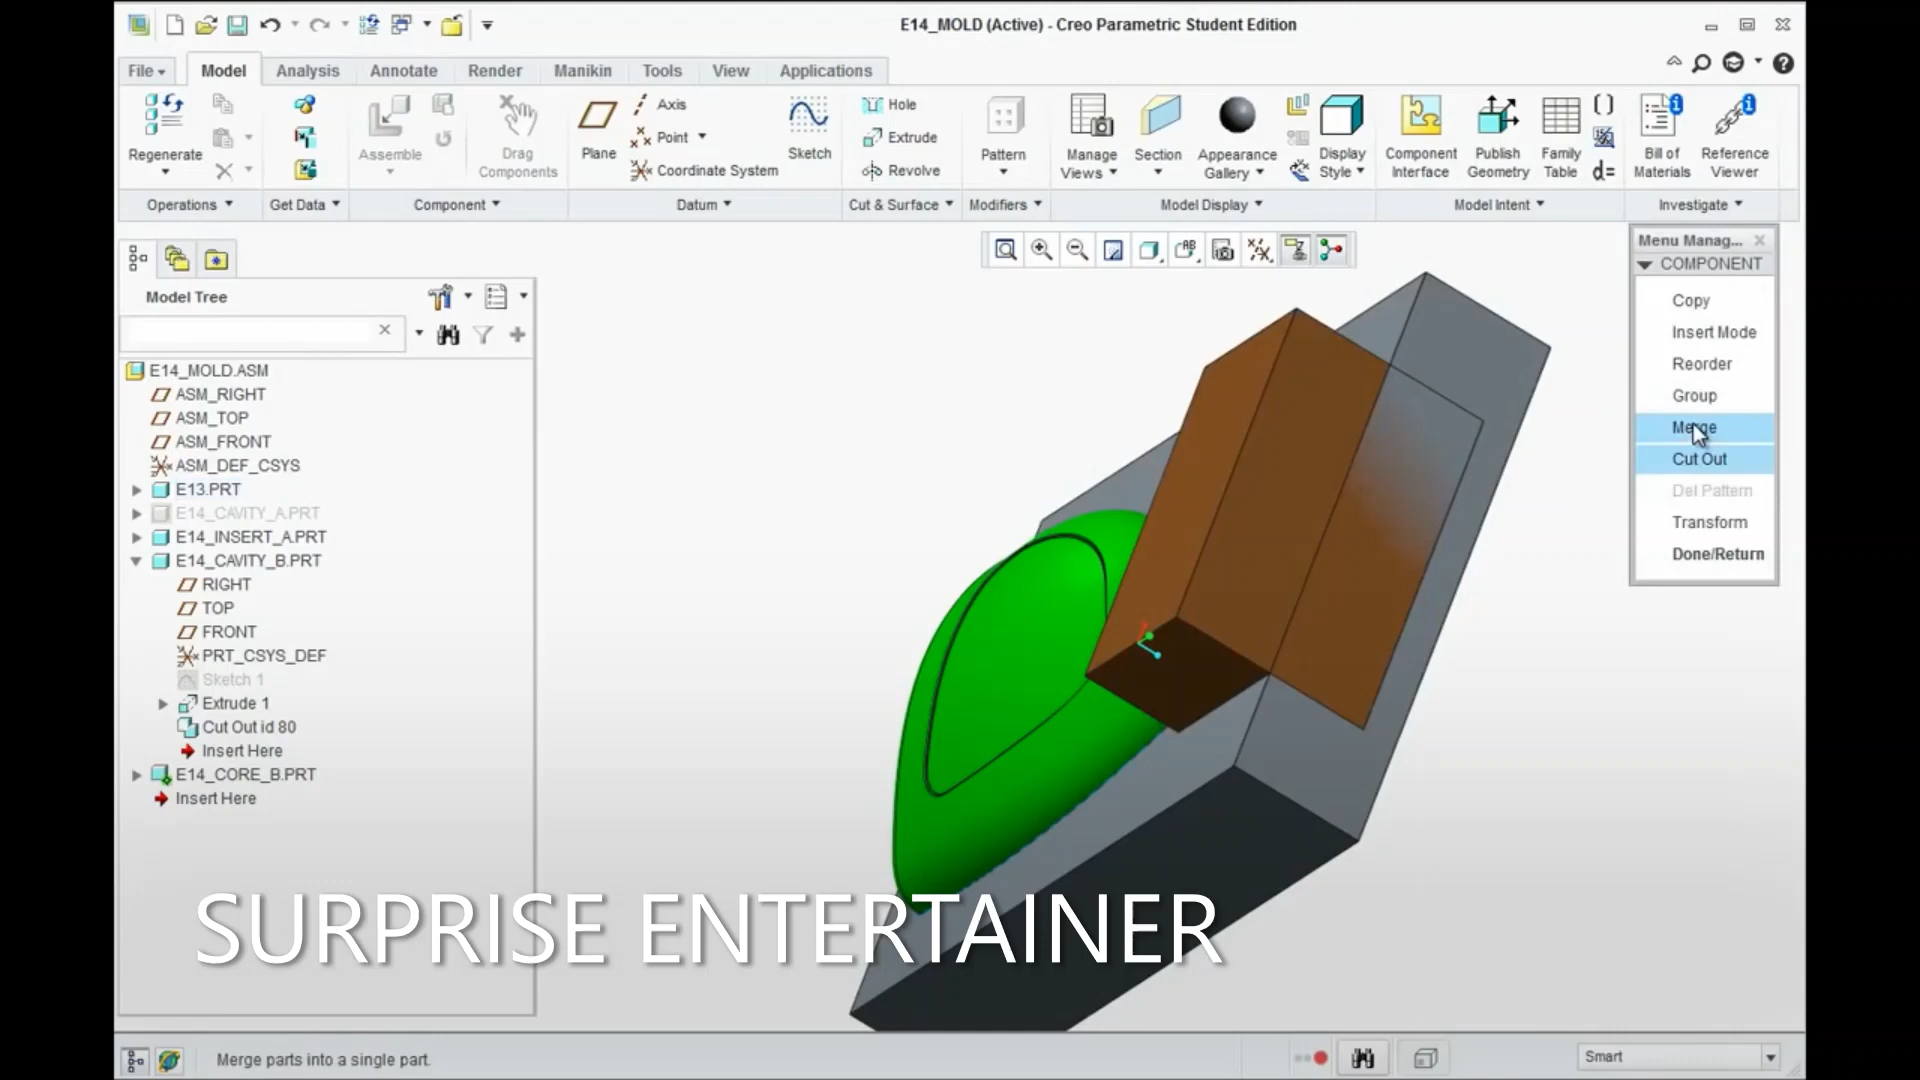 E14_MOLD (Active) - Creo Parametric Student Edition
File Model Analysis Annotate Render Manikin Tools View Applications
Regenerate
Assemble
Drag Components
Plane
Axis
Point
Coordinate System
Sketch
Hole
Extrude
Revolve
Pattern
Manage Views
Section
Appearance Gallery
Display Style
Component Interface
Publish Geometry
Family Table
d=
Bill of Materials
Reference Viewer
Operations Get Data Component Datum Cut & Surface Modifiers Model Display Model Intent Investigate
Model Tree
E14_MOLD.ASM
ASM_RIGHT
ASM_TOP
ASM_FRONT
ASM_DEF_CSYS
E13.PRT
E14_CAVITY_A.PRT
E14_INSERT_A.PRT
E14_CAVITY_B.PRT
RIGHT
TOP
FRONT
PRT_CSYS_DEF
Sketch 1
Extrude 1
Cut Out id 80
Insert Here
E14_CORE_B.PRT
Insert Here
Menu Manag...
COMPONENT
Copy
Insert Mode
Reorder
Group
Merge
Cut Out
Del Pattern
Transform
Done/Return
SURPRISE ENTERTAINER
Merge parts into a single part.
Smart